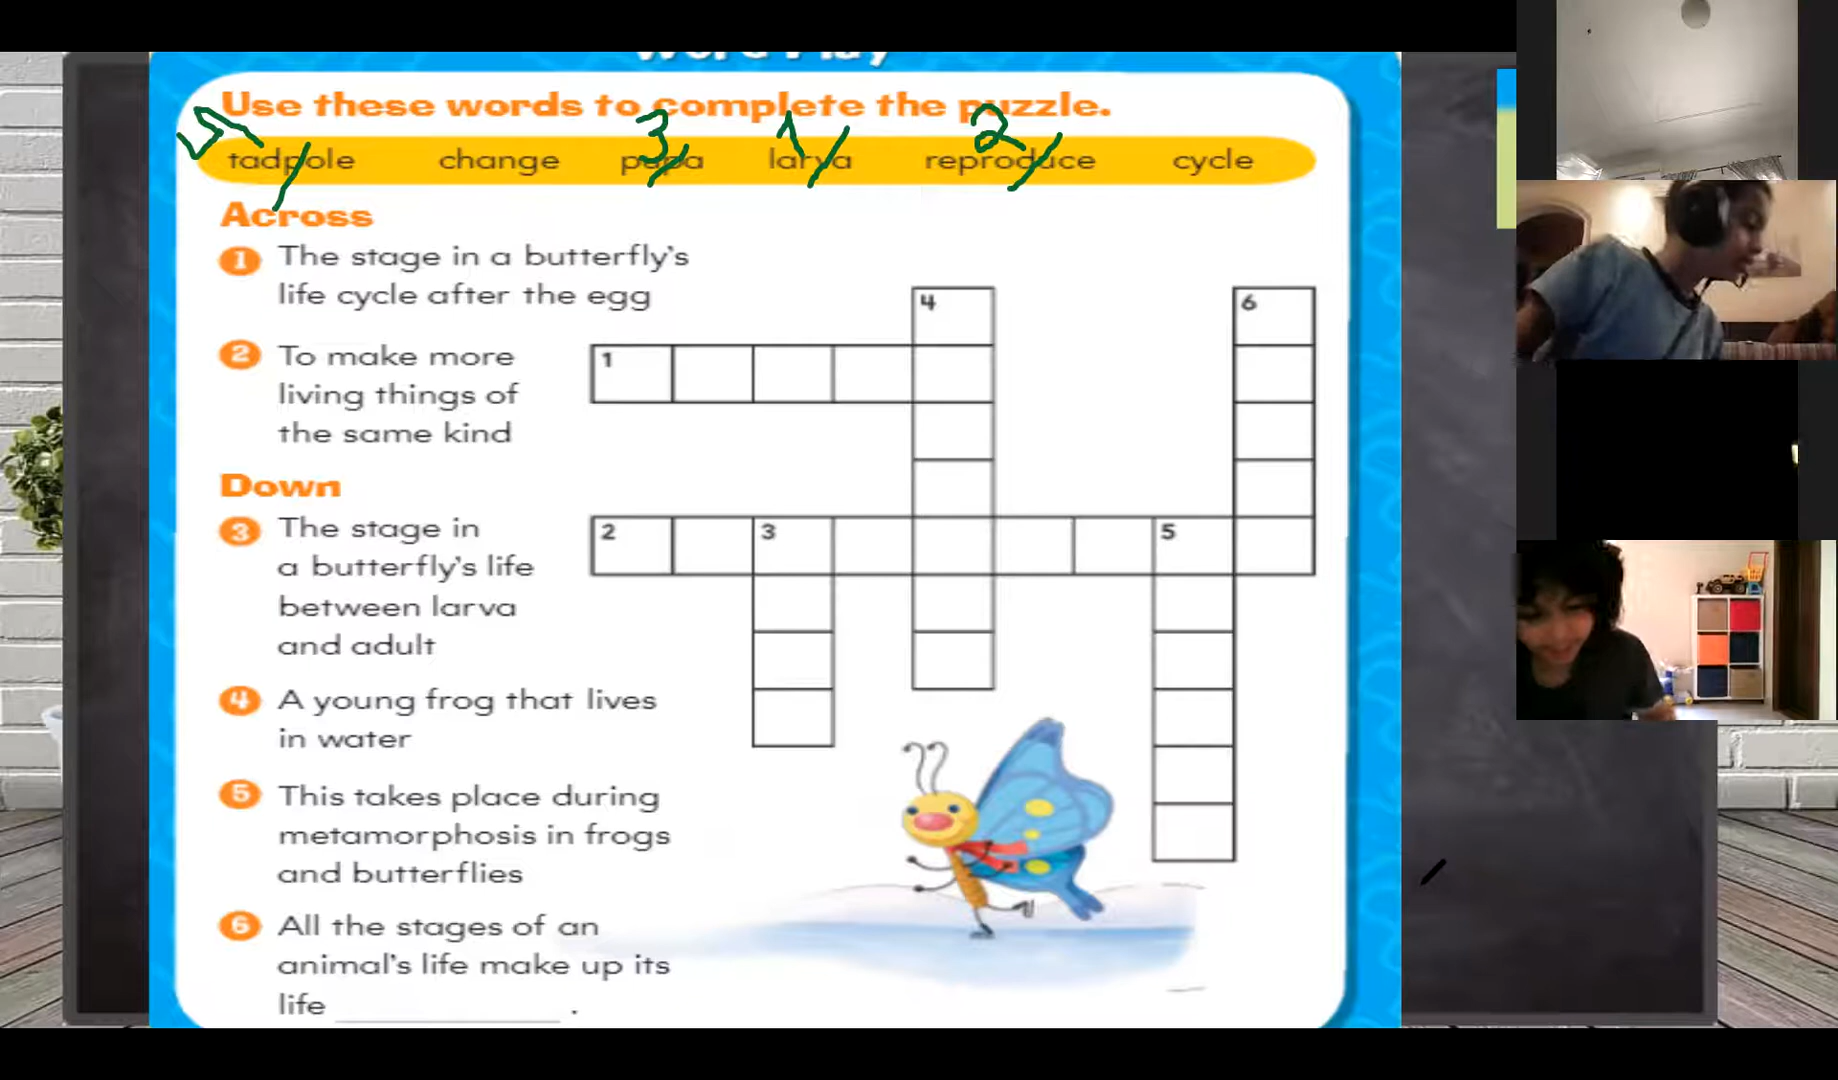 Word Play
Use these words to complete the puzzle.
4 3 1 2
tadpole change pupa larva reproduce cycle
Across
1 The stage in a butterfly's
life cycle after the egg
2 To make more
living things of
the same kind
Down
3 The stage in
a butterfly's life
between larva
and adult
4 A young frog that lives
in water
5 This takes place during
metamorphosis in frogs
and butterflies
6 All the stages of an
animal's life make up its
life ____________ .
4 6
1
2 3 5